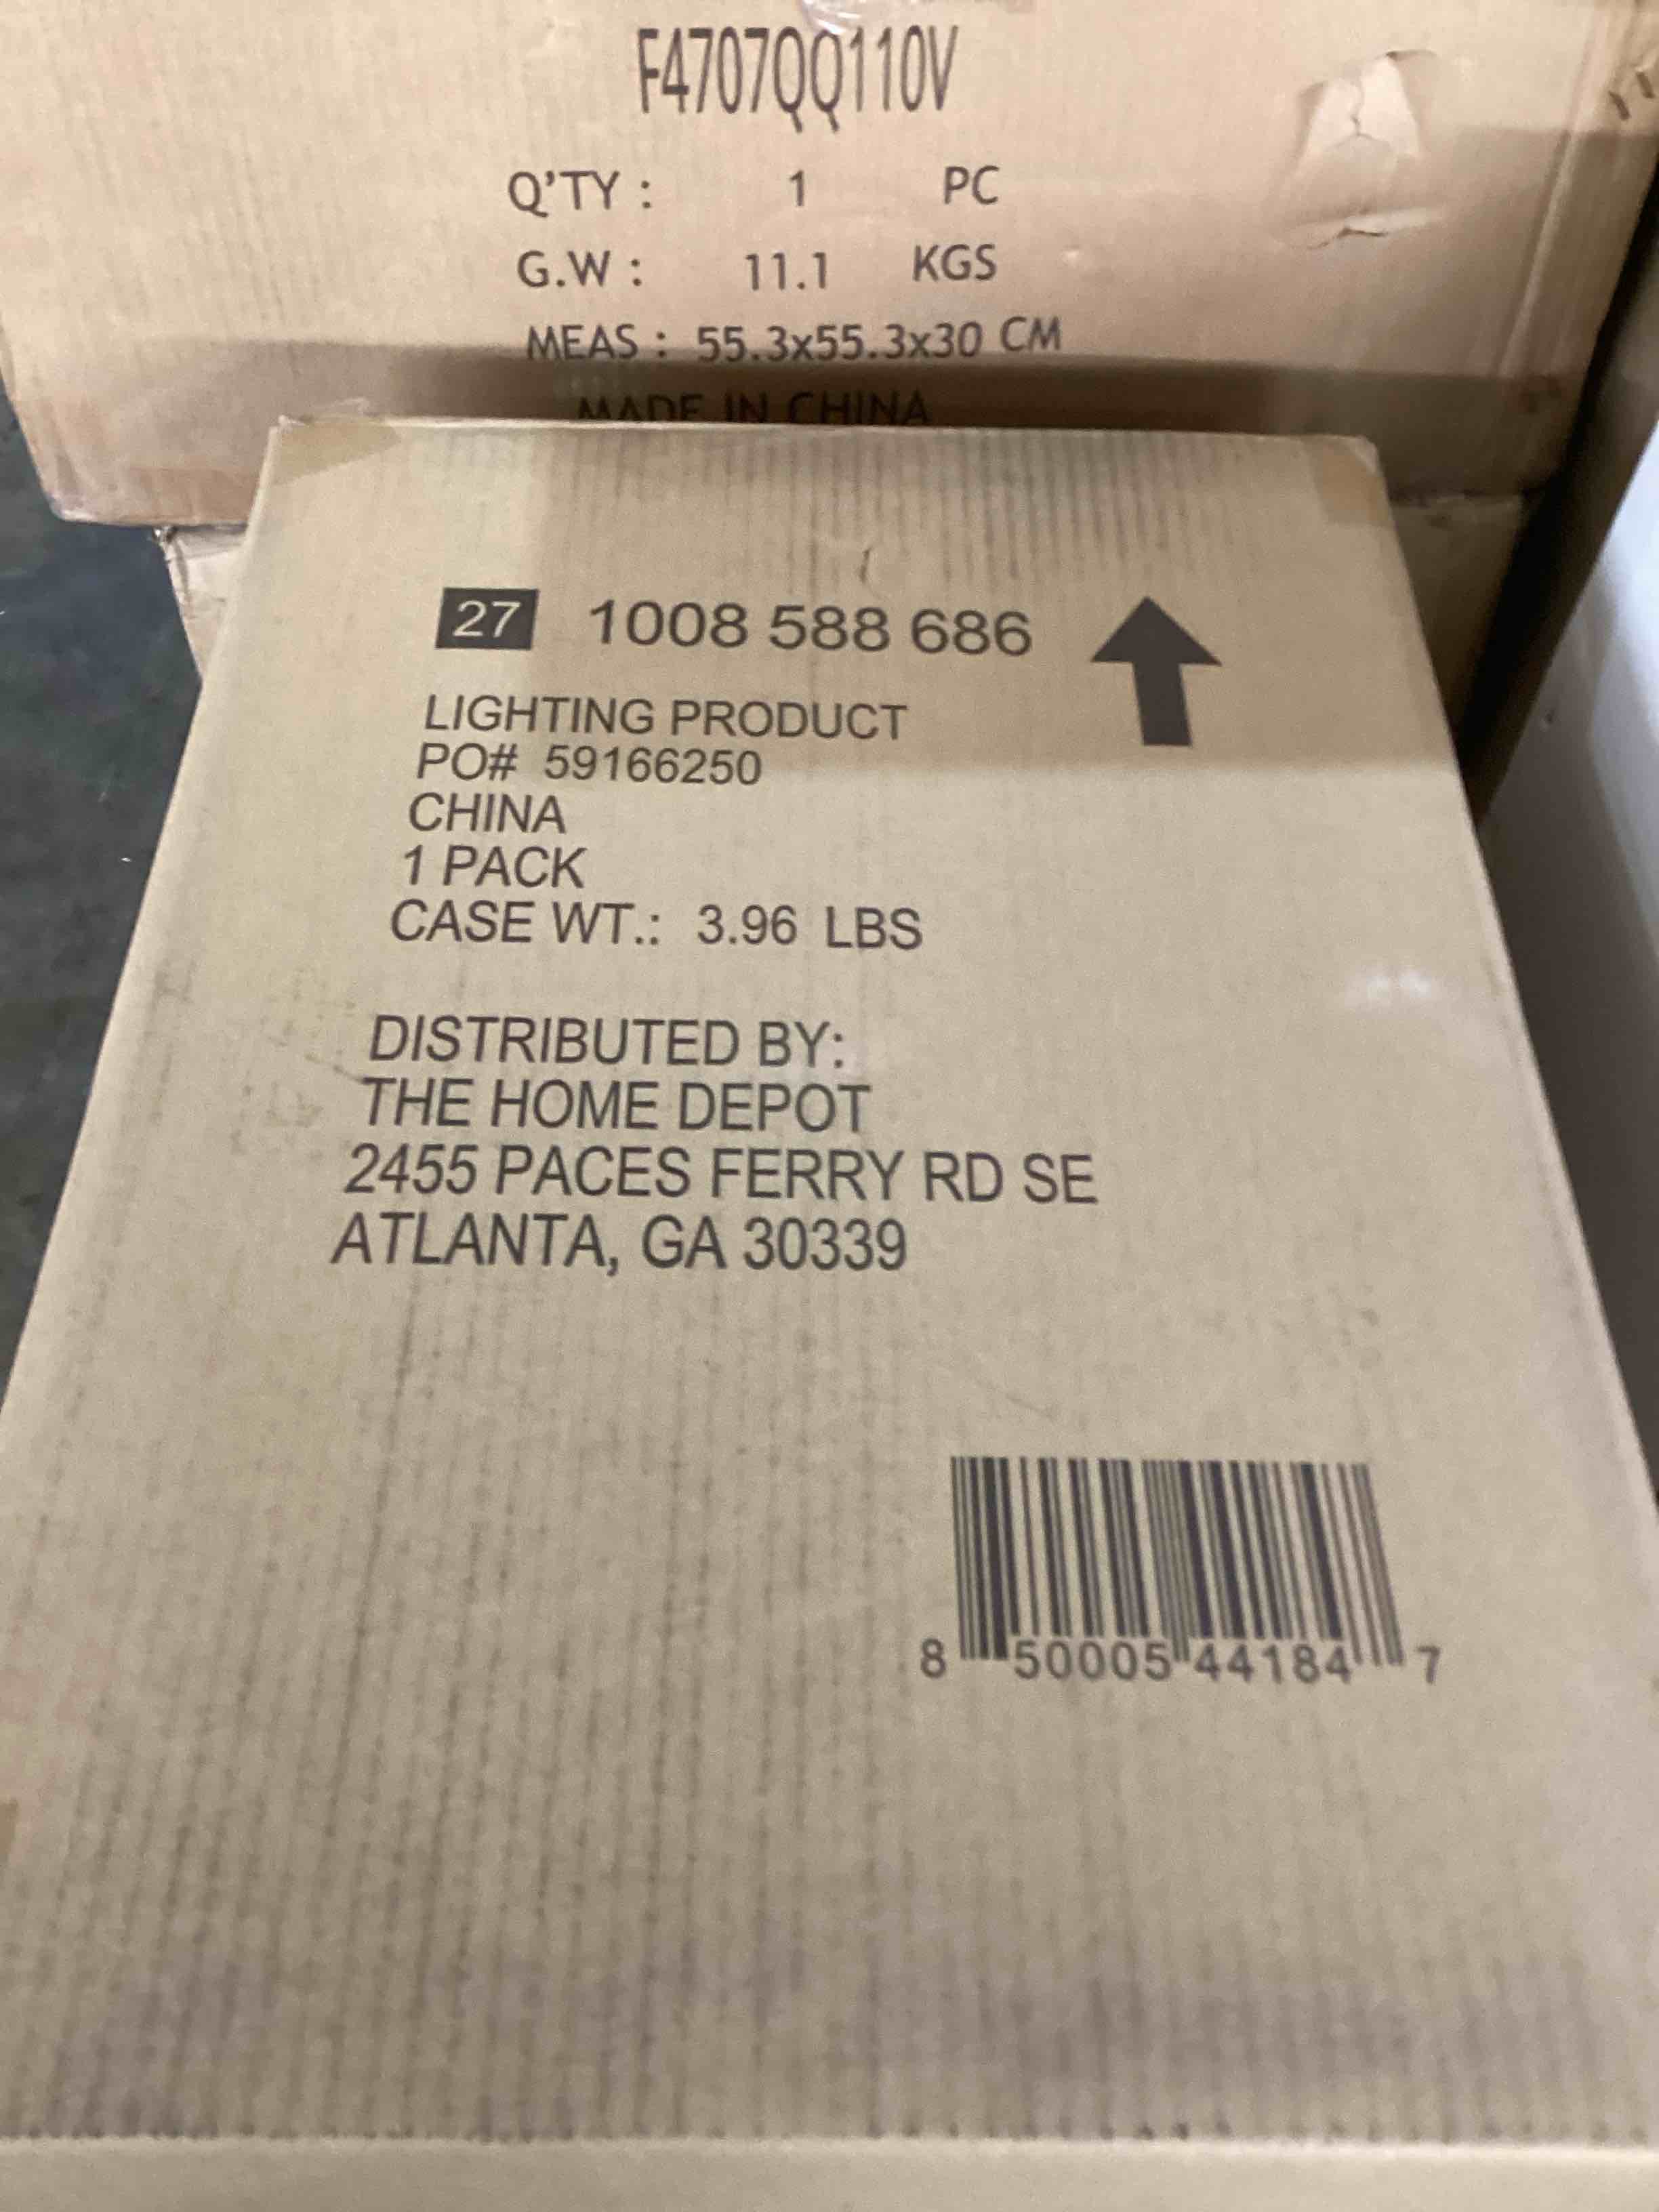 F4707QQ110V
Q'TY : 1 PC
G.W : 11.1 KGS
MEAS : 55.3x55.3x30 CM
MADE IN CHINA
27 1008 588 686
LIGHTING PRODUCT
PO# 59166250
CHINA
1 PACK
CASE WT.: 3.96 LBS
DISTRIBUTED BY:
THE HOME DEPOT
2455 PACES FERRY RD SE
ATLANTA, GA 30339
8 50005 44184 7